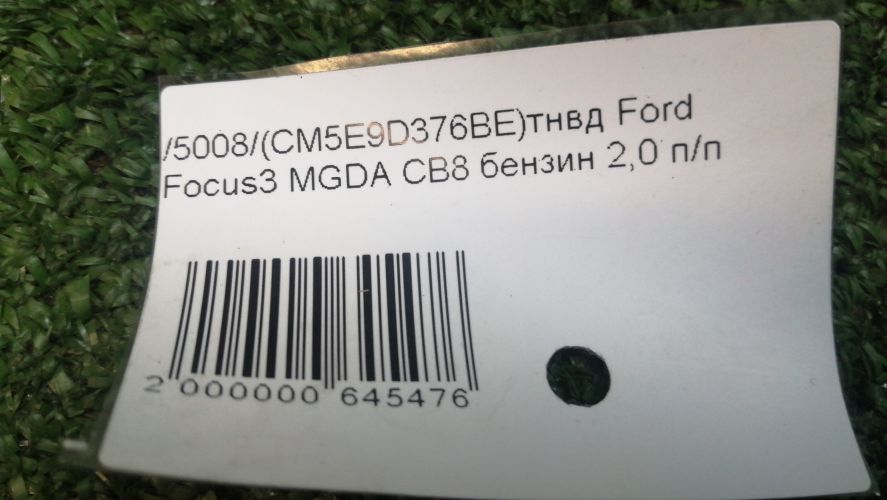 /5008/(CM5E9D376BE)тнвд Ford
Focus3 MGDA CB8 бензин 2,0 п/п
2 000000 645476